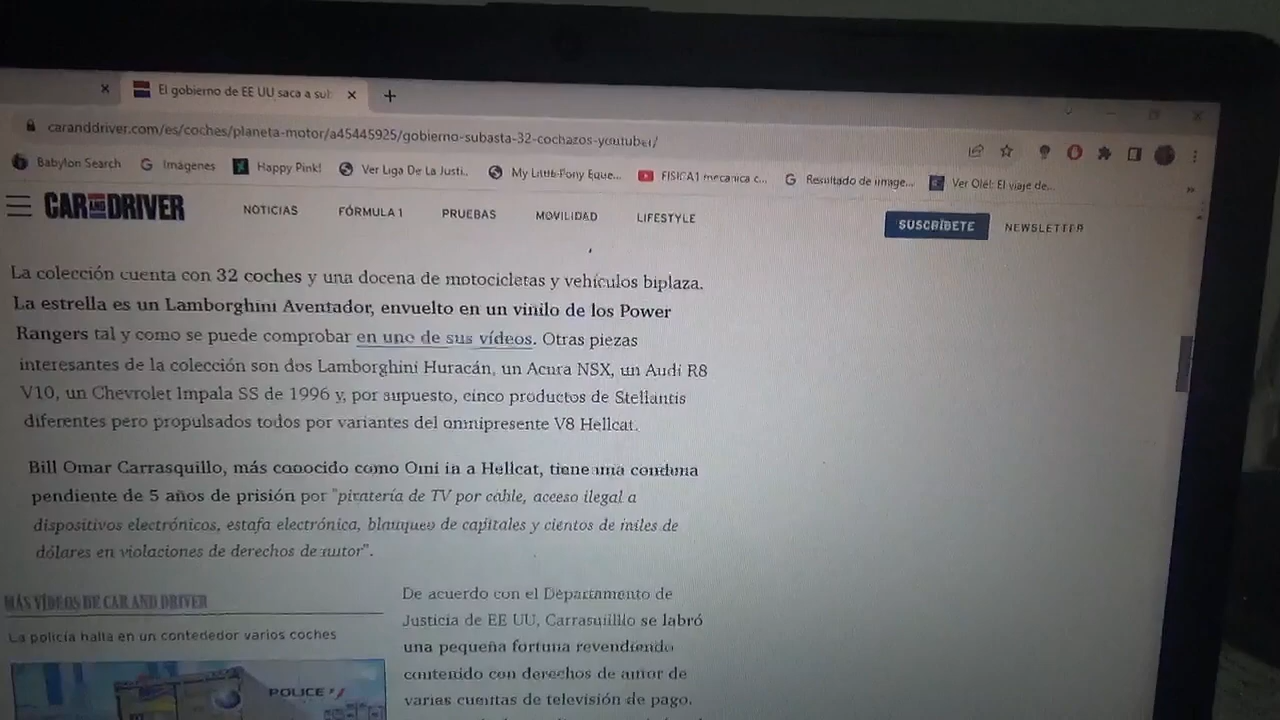 El gobierno de EE UU saca a sub
caranddriver.com/es/coches/planeta-motor/a45445925/gobierno-subasta-32-cochazos-youtuber/
Babylon Search
Imágenes
Happy Pink!
Ver Liga De La Justi...
My Little Pony Eque...
FISICA1 mecanica c...
Resultado de image...
Ver Olé!: El viaje de...
CAR AND DRIVER
NOTICIAS
FÓRMULA 1
PRUEBAS
MOVILIDAD
LIFESTYLE
SUSCRÍBETE
NEWSLETTER
La colección cuenta con 32 coches y una docena de motocicletas y vehículos biplaza.
La estrella es un Lamborghini Aventador, envuelto en un vinilo de los Power
Rangers tal y como se puede comprobar en uno de sus vídeos. Otras piezas
interesantes de la colección son dos Lamborghini Huracán, un Acura NSX, un Audi R8
V10, un Chevrolet Impala SS de 1996 y, por supuesto, cinco productos de Stellantis
diferentes pero propulsados todos por variantes del omnipresente V8 Hellcat.
Bill Omar Carrasquillo, más conocido como Omi in a Hellcat, tiene una condena
pendiente de 5 años de prisión por "piratería de TV por cable, acceso ilegal a
dispositivos electrónicos, estafa electrónica, blanqueo de capitales y cientos de miles de
dólares en violaciones de derechos de autor".
MÁS VÍDEOS DE CAR AND DRIVER
La policía halla en un contededor varios coches
POLICE
De acuerdo con el Departamento de
Justicia de EE UU, Carrasquilllo se labró
una pequeña fortuna revendiendo
contenido con derechos de autor de
varias cuentas de televisión de pago.